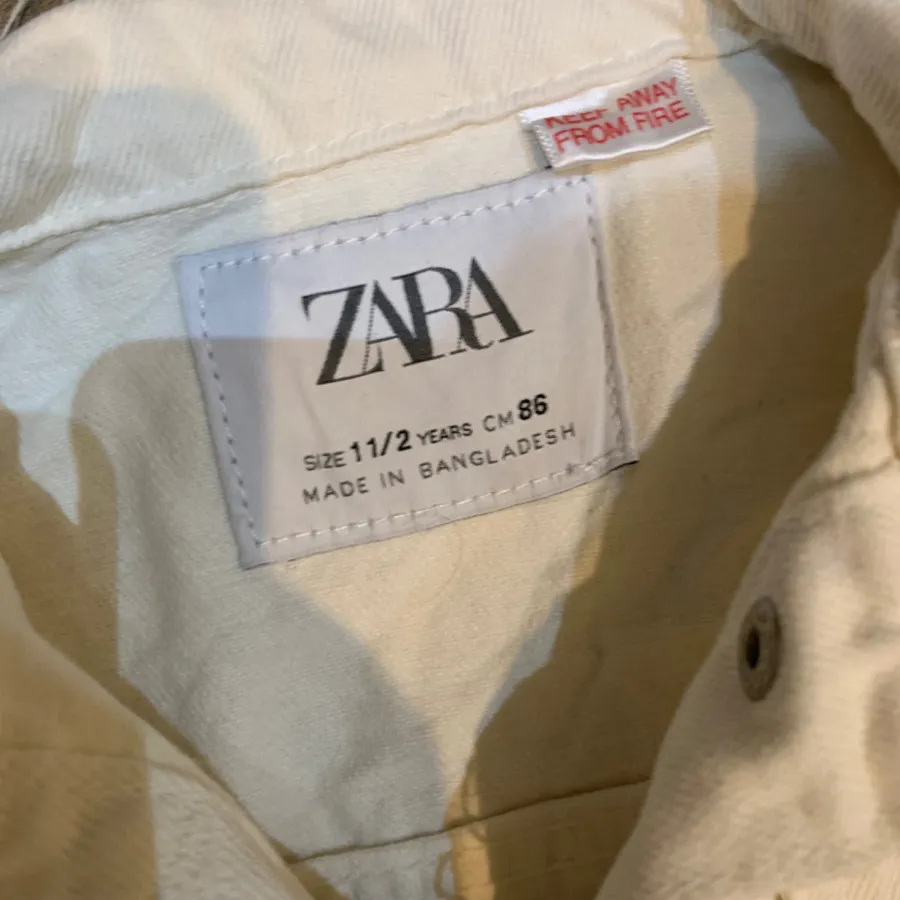 KEEP AWAY
FROM FIRE
ZARA
SIZE 11/2 YEARS CM 86
MADE IN BANGLADESH